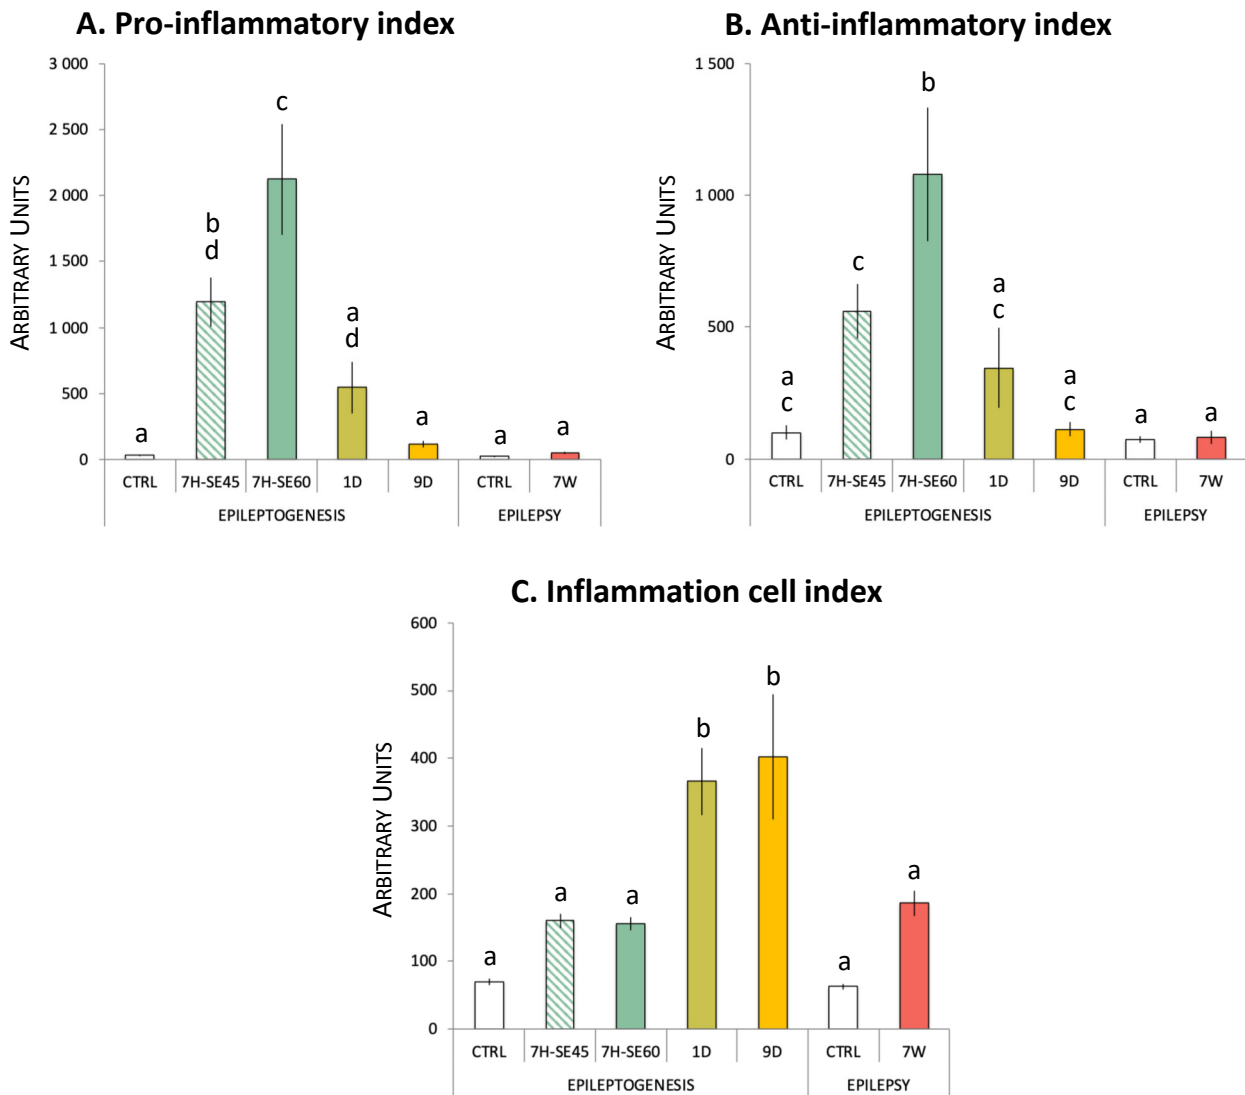 A. Pro-inflammatory index
ARBITRARY UNITS
3 000
2 500
2 000
1 500
1 000
500
0
a
b
d
c
a
d
a
a
a
CTRL 7H-SE45 7H-SE60 1D 9D CTRL 7W
EPILEPTOGENESIS EPILEPSY
B. Anti-inflammatory index
ARBITRARY UNITS
1 500
1 000
500
0
a
c
c
b
a
c
a
c
a
a
CTRL 7H-SE45 7H-SE60 1D 9D CTRL 7W
EPILEPTOGENESIS EPILEPSY
C. Inflammation cell index
ARBITRARY UNITS
600
500
400
300
200
100
0
a
a
a
b
b
a
a
CTRL 7H-SE45 7H-SE60 1D 9D CTRL 7W
EPILEPTOGENESIS EPILEPSY